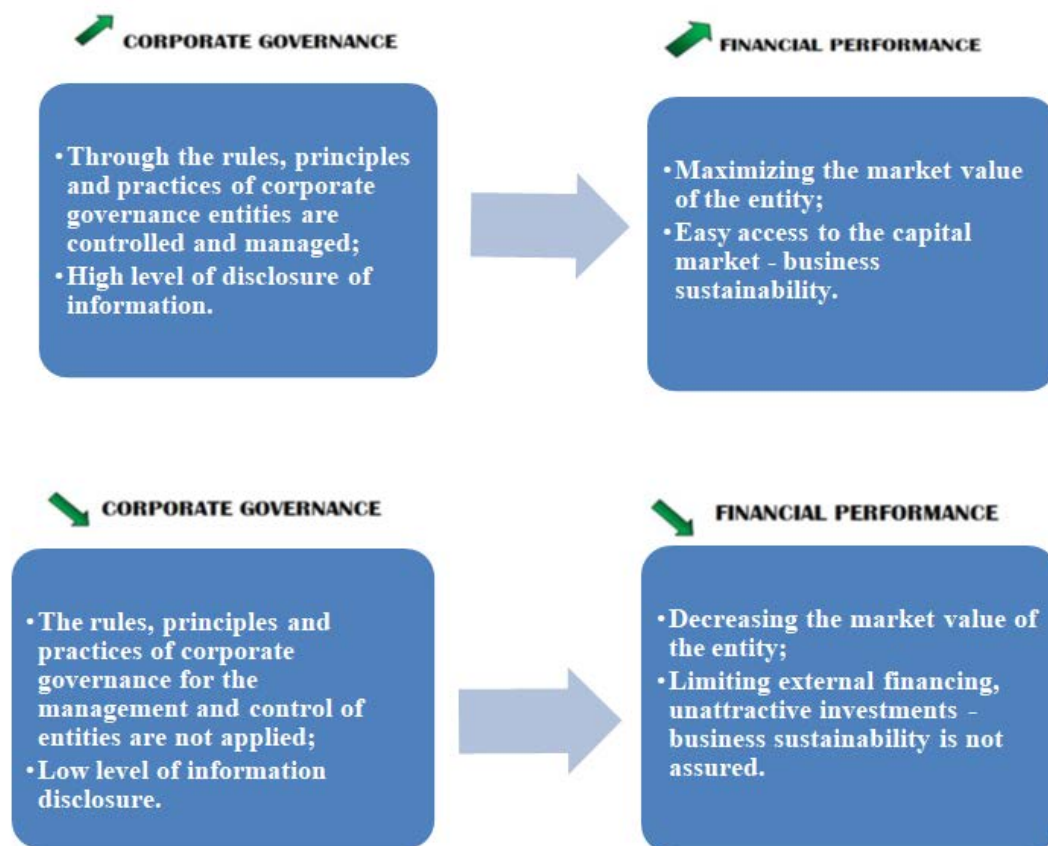 CORPORATE GOVERNANCE
• Through the rules, principles
and practices of corporate
governance entities are
controlled and managed;
• High level of disclosure of
information.
FINANCIAL PERFORMANCE
• Maximizing the market value
of the entity;
• Easy access to the capital
market - business
sustainability.
CORPORATE GOVERNANCE
• The rules, principles and
practices of corporate
governance for the
management and control of
entities are not applied;
• Low level of information
disclosure.
FINANCIAL PERFORMANCE
• Decreasing the market value of
the entity;
• Limiting external financing,
unattractive investments -
business sustainability is not
assured.